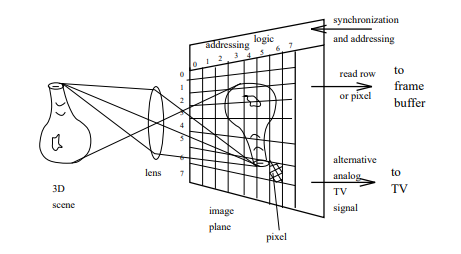 synchronization
and addressing
addressing logic
0 1 2 3 4 5 6 7
0
1
2
3
4
5
6
7
read row
or pixel
to
frame
buffer
lens
3D
scene
image
plane
pixel
alternative
analog
TV
signal
to
TV